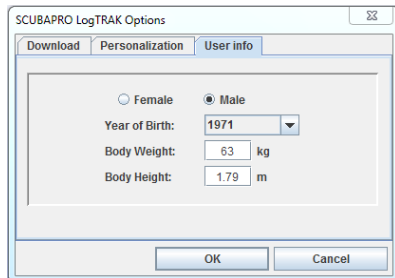 SCUBAPRO LogTRAK Options
Download Personalization User info
Female Male
Year of Birth: 1971
Body Weight: 63 kg
Body Height: 1.79 m
OK Cancel